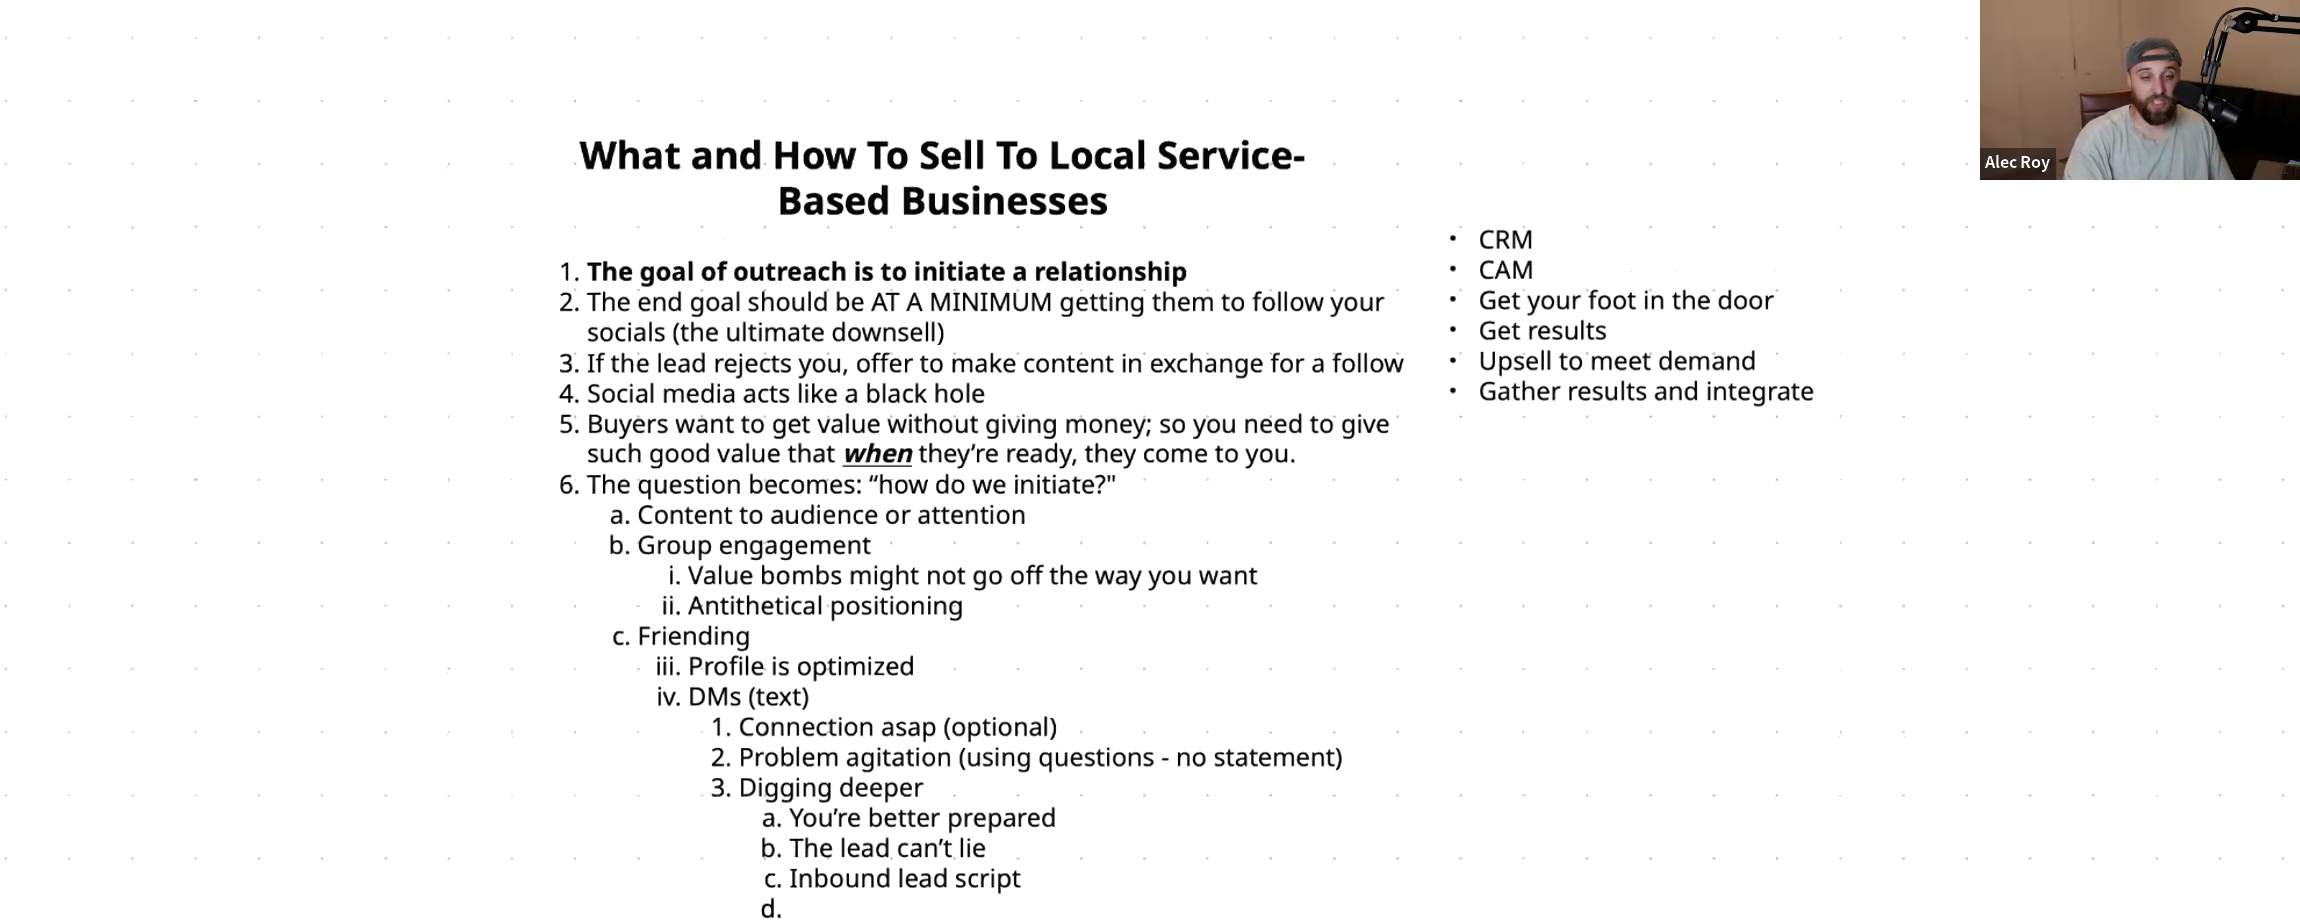 What and How To Sell To Local Service-
Based Businesses
1. The goal of outreach is to initiate a relationship
2. The end goal should be AT A MINIMUM getting them to follow your
socials (the ultimate downsell)
3. If the lead rejects you, offer to make content in exchange for a follow
4. Social media acts like a black hole
5. Buyers want to get value without giving money; so you need to give
such good value that when they’re ready, they come to you.
6. The question becomes: “how do we initiate?"
a. Content to audience or attention
b. Group engagement
i. Value bombs might not go off the way you want
ii. Antithetical positioning
c. Friending
iii. Profile is optimized
iv. DMs (text)
1. Connection asap (optional)
2. Problem agitation (using questions - no statement)
3. Digging deeper
a. You’re better prepared
b. The lead can’t lie
c. Inbound lead script
d.
• CRM
• CAM
• Get your foot in the door
• Get results
• Upsell to meet demand
• Gather results and integrate
Alec Roy